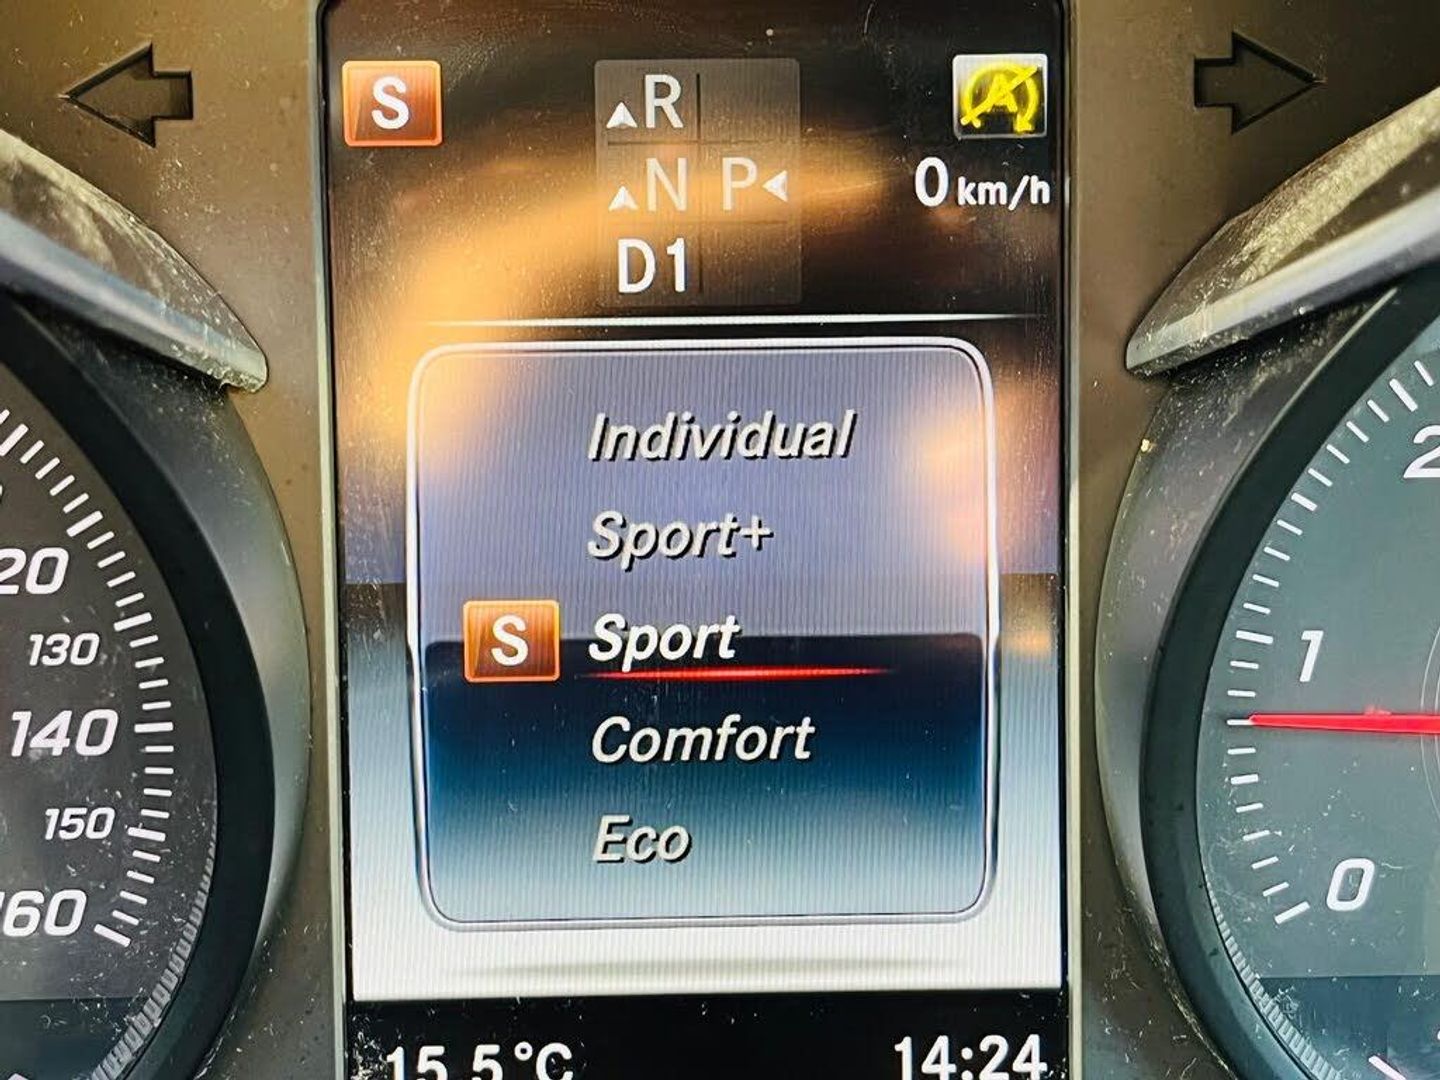 S
R
A
N P
0 km/h
D1
Individual
Sport+
S Sport
Comfort
Eco
20
130
140
150
160
2
1
0
15.5°C
14:24